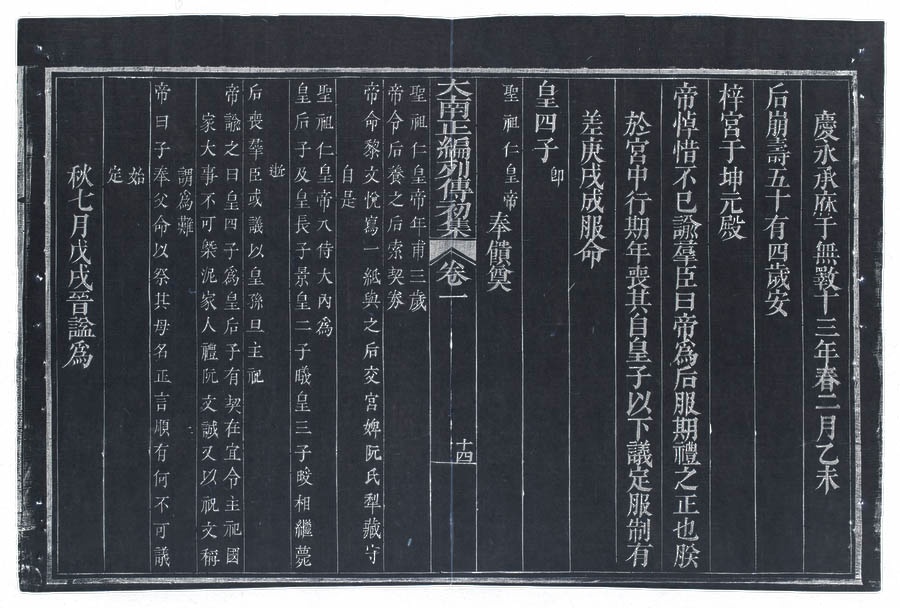 慶永承庥于無斁十三年春二月乙未
后崩壽五十有四歲安
梓宮于坤元殿
帝悼惜不已諭羣臣曰帝爲后服期禮之正也朕
於宮中行期年喪其自皇子以下議定服制有
差庚戌成服命
皇四子即
聖祖仁皇帝奉饋奠
大南正編列傳初集 卷一 十四
聖祖仁皇帝年甫三歲
帝令后養之后索契券
帝命黎文悅寫一紙與之后交宮婢阮氏犁藏守
自是
聖祖仁皇帝入侍大內爲
皇后子及皇長子景皇二子曦皇三子晙相繼薨
逝
后喪羣臣或議以皇孫旦主祀
帝諭之曰皇四子爲皇后子有契在宜令主祀國
家大事不可槩泥家人禮阮文誠又以祝文稱
謂爲難
帝曰子奉父命以祭其母名正言順有何不可議
始
定
秋七月戊戌晉諡爲